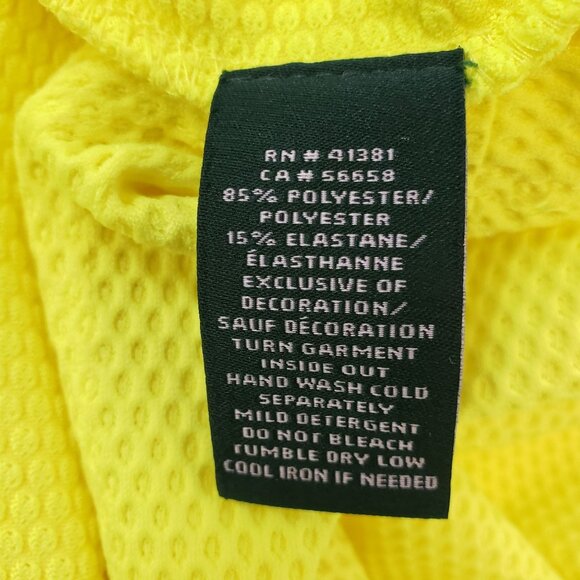 RN # 41381
CA # 56658
85% POLYESTER/
POLYESTER
15% ELASTANE/
ÉLASTHANNE
EXCLUSIVE OF
DECORATION/
SAUF DÉCORATION
TURN GARMENT
INSIDE OUT
HAND WASH COLD
SEPARATELY
MILD DETERGENT
DO NOT BLEACH
TUMBLE DRY LOW
COOL IRON IF NEEDED